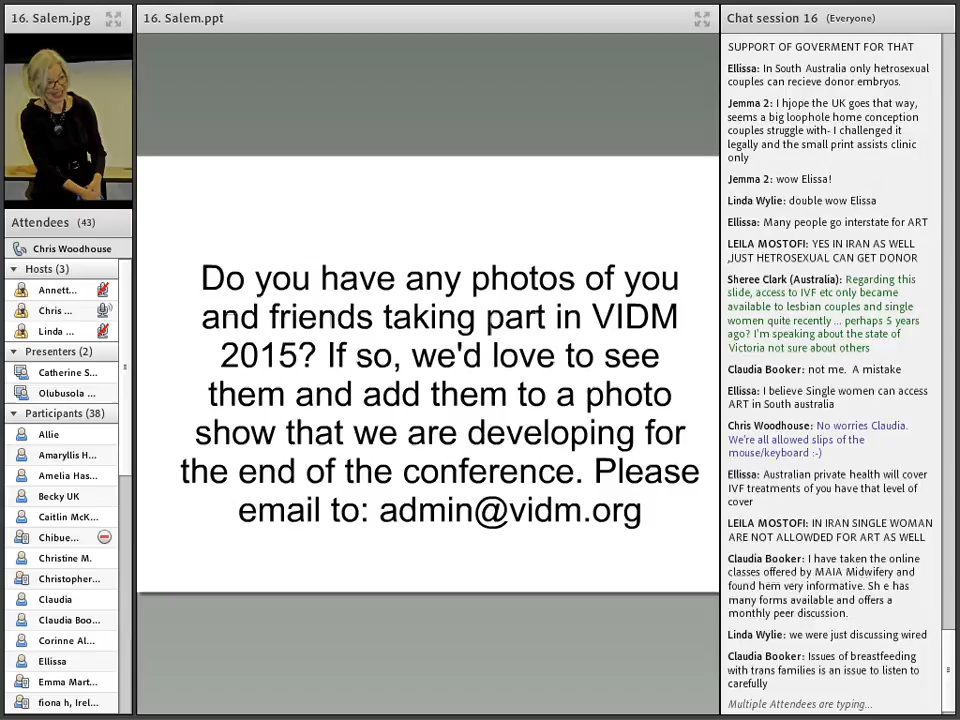 16. Salem.jpg
16. Salem.ppt
Chat session 16 (Everyone)
Attendees (43)
Chris Woodhouse
Hosts (3)
Annett...
Chris ...
Linda ...
Presenters (2)
Catherine S...
Olubusola ...
Participants (38)
Allie
Amaryllis H...
Amelia Has...
Becky UK
Caitlin McK...
Chibue...
Christine M.
Christopher...
Claudia
Claudia Boo...
Corinne Al...
Ellissa
Emma Mart...
fiona h, Irel...
Do you have any photos of you
and friends taking part in VIDM
2015? If so, we'd love to see
them and add them to a photo
show that we are developing for
the end of the conference. Please
email to: admin@vidm.org
SUPPORT OF GOVERMENT FOR THAT
Ellissa: In South Australia only hetrosexual
couples can recieve donor embryos.
Jemma 2: I hjope the UK goes that way,
seems a big loophole home conception
couples struggle with- I challenged it
legally and the small print assists clinic
only
Jemma 2: wow Elissa!
Linda Wylie: double wow Elissa
Ellissa: Many people go interstate for ART
LEILA MOSTOFI: YES IN IRAN AS WELL
,JUST HETROSEXUAL CAN GET DONOR
Sheree Clark (Australia): Regarding this
slide, access to IVF etc only became
available to lesbian couples and single
women quite recently ... perhaps 5 years
ago? I'm speaking about the state of
Victoria not sure about others
Claudia Booker: not me. A mistake
Ellissa: I believe Single women can access
ART in South australia
Chris Woodhouse: No worries Claudia.
We're all allowed slips of the
mouse/keyboard :-)
Ellissa: Australian private health will cover
IVF treatments of you have that level of
cover
LEILA MOSTOFI: IN IRAN SINGLE WOMAN
ARE NOT ALLOWDED FOR ART AS WELL
Claudia Booker: I have taken the online
classes offered by MAIA Midwifery and
found hem very informative. Sh e has
many forms available and offers a
monthly peer discussion.
Linda Wylie: we were just discussing wired
Claudia Booker: Issues of breastfeeding
with trans families is an issue to listen to
carefully
Multiple Attendees are typing...